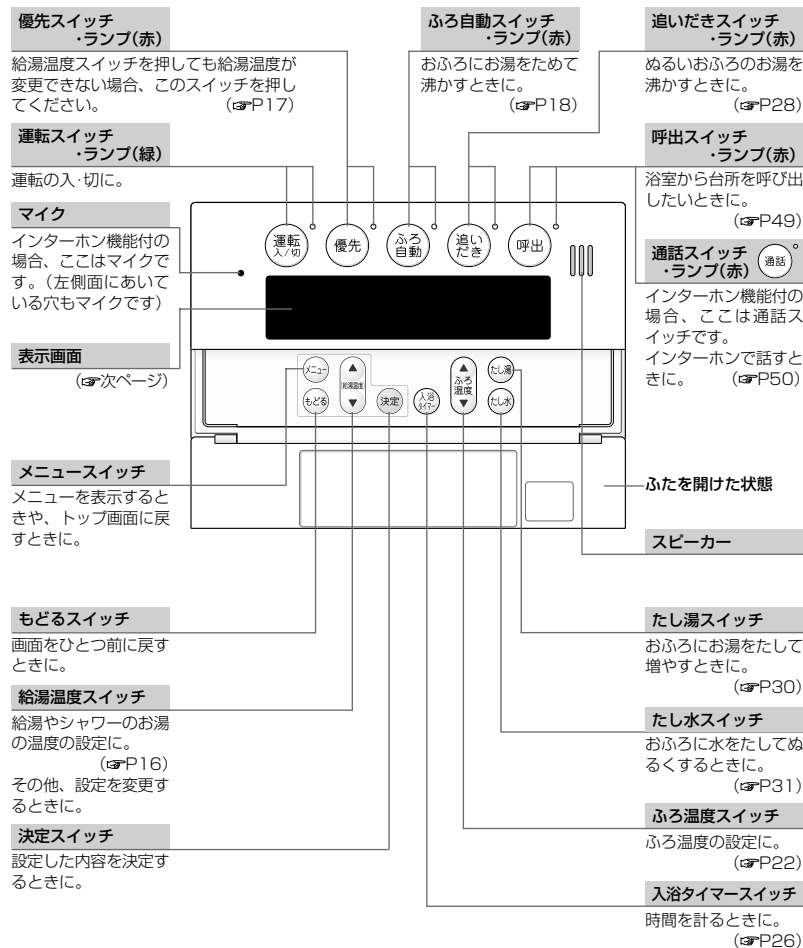 優先スイッチ
・ランプ(赤)
給湯温度スイッチを押しても給湯温度が
変更できない場合、このスイッチを押し
てください。 (☞P17)
運転スイッチ
・ランプ(緑)
運転の入・切に。
マイク
インターホン機能付の
場合、ここはマイクで
す。(左側面にあいて
いる穴もマイクです)
表示画面
(☞次ページ)
メニュースイッチ
メニューを表示すると
きや、トップ画面に戻
すときに。
もどるスイッチ
画面をひとつ前に戻す
ときに。
給湯温度スイッチ
給湯やシャワーのお湯
の温度の設定に。
(☞P16)
その他、設定を変更す
るときに。
決定スイッチ
設定した内容を決定す
るときに。
ふろ自動スイッチ
・ランプ(赤)
おふろにお湯をためて
沸かすときに。
(☞P18)
運転
入/切
優先
ふろ
自動
追い
だき
呼出
メニュー
もどる
▲
給湯温度
▼
決定
入浴
タイマー
▲
ふろ
温度
▼
たし湯
たし水
追いだきスイッチ
・ランプ(赤)
ぬるいおふろのお湯を
沸かすときに。
(☞P28)
呼出スイッチ
・ランプ(赤)
浴室から台所を呼び出
したいときに。
(☞P49)
通話スイッチ
・ランプ(赤)
通話
インターホン機能付の
場合、ここは通話ス
イッチです。
インターホンで話すと
きに。 (☞P50)
ふたを開けた状態
スピーカー
たし湯スイッチ
おふろにお湯をたして
増やすときに。
(☞P30)
たし水スイッチ
おふろに水をたしてぬ
るくするときに。
(☞P31)
ふろ温度スイッチ
ふろ温度の設定に。
(☞P22)
入浴タイマースイッチ
時間を計るときに。
(☞P26)